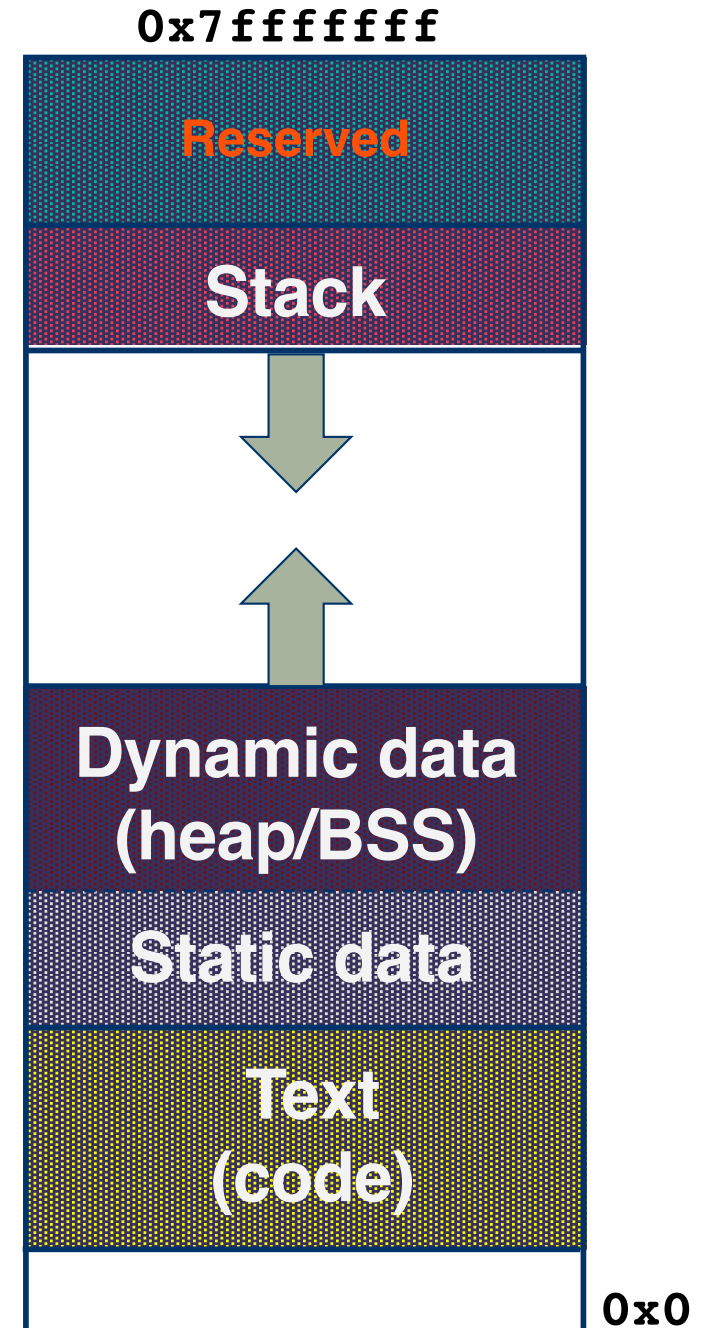 0x7fffffff
Reserved
Stack
Dynamic data
(heap/BSS)
Static data
Text
(code)
0x0